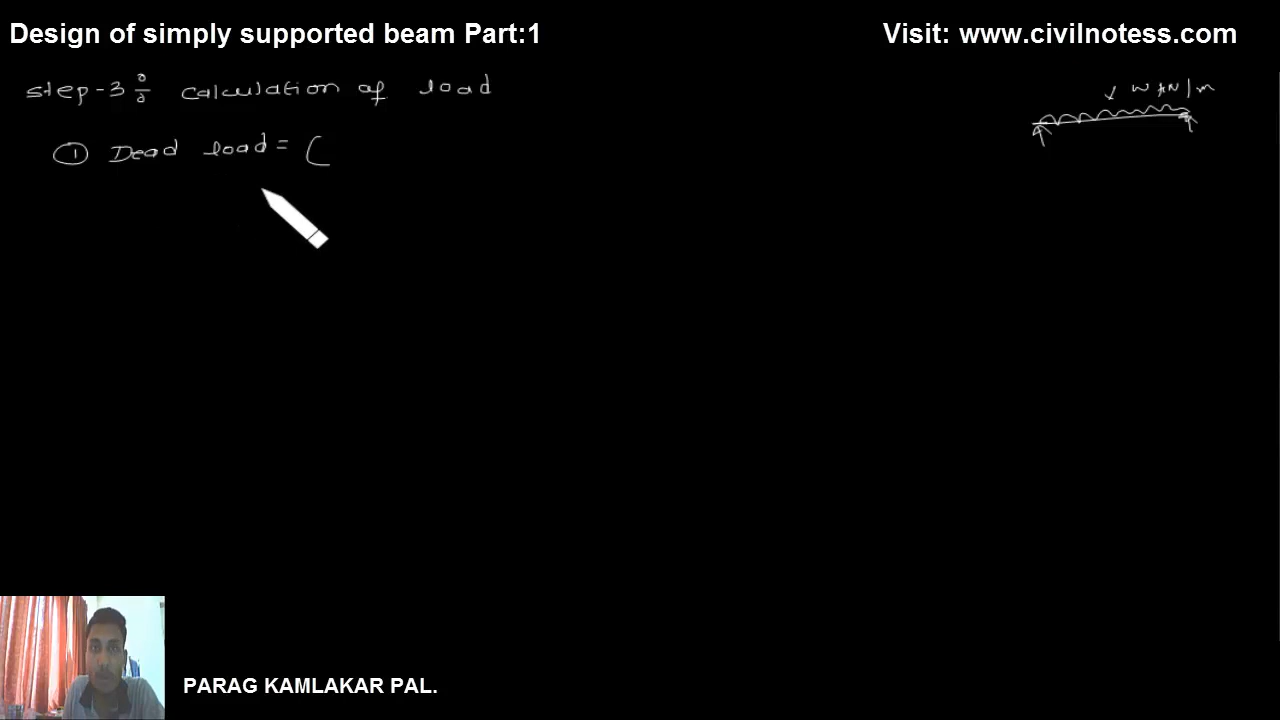 Design of simply supported beam Part:1
Visit: www.civilnotess.com
step-3 : calculation of load
w kN/m
① Dead load = (
PARAG KAMLAKAR PAL.